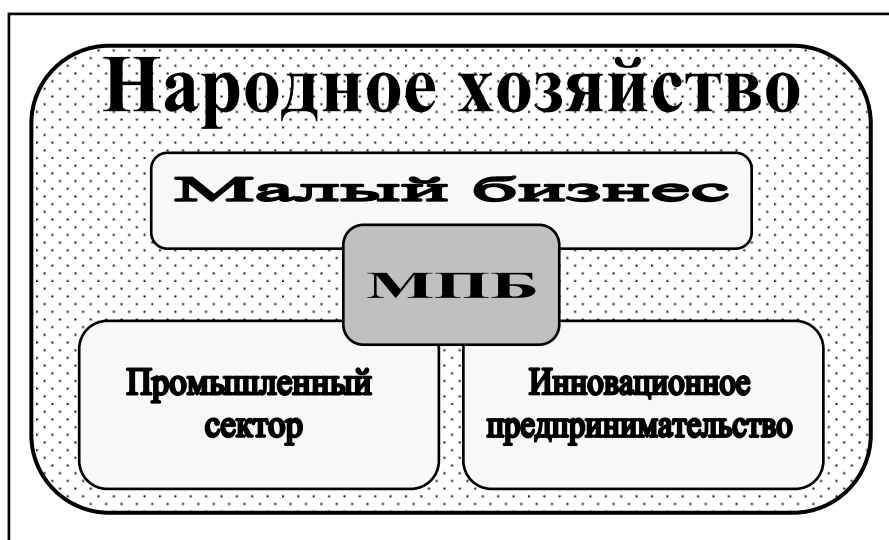 Народное хозяйство
Малый бизнес
МПБ
Промышленный
сектор
Инновационное
предпринимательство